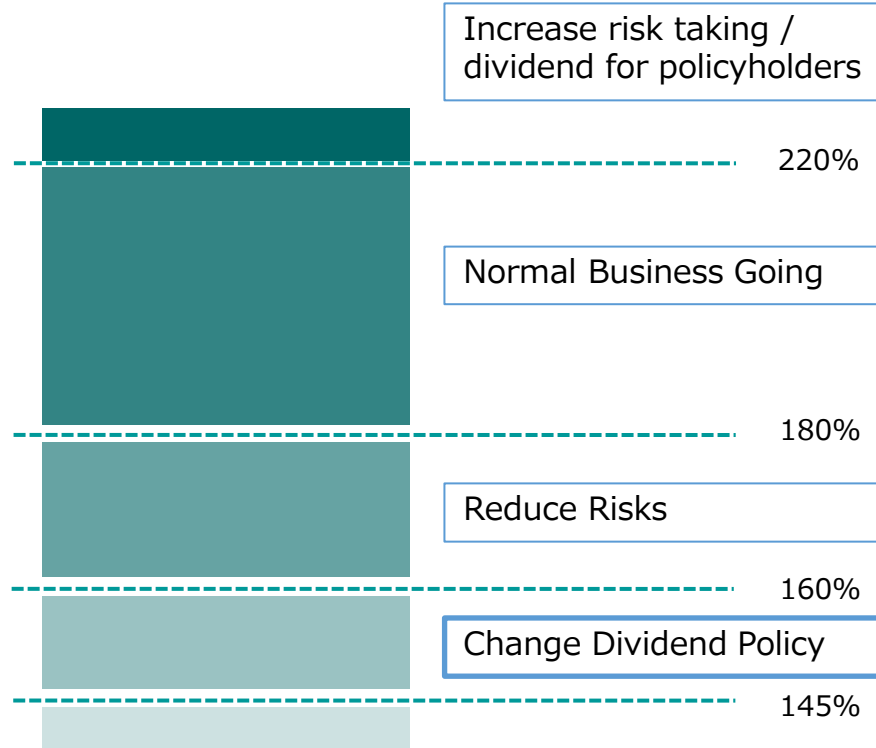 Increase risk taking /
dividend for policyholders
220%
Normal Business Going
180%
Reduce Risks
160%
Change Dividend Policy
145%